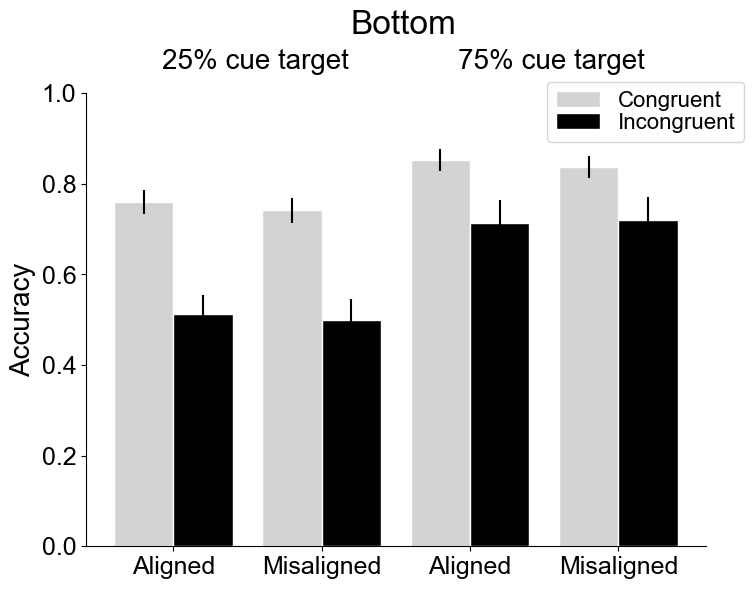 Bottom
25% cue target 75% cue target
Congruent
Incongruent
Accuracy
1.0
0.8
0.6
0.4
0.2
0.0
Aligned Misaligned Aligned Misaligned